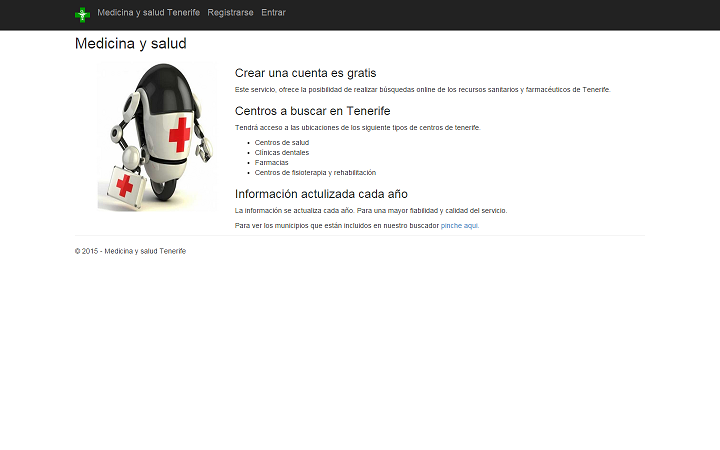 Medicina y salud Tenerife Registrarse Entrar
Medicina y salud
Crear una cuenta es gratis
Este servicio, ofrece la posibilidad de realizar búsquedas online de los recursos sanitarios y farmacéuticos de Tenerife.
Centros a buscar en Tenerife
Tendrá acceso a las ubicaciones de los siguiente tipos de centros de tenerife.
Centros de salud
Clínicas dentales
Farmacias
Centros de fisioterapia y rehabilitación
Información actulizada cada año
La información se actualiza cada año. Para una mayor fiabilidad y calidad del servicio.
Para ver los municipios que están incluidos en nuestro buscador pinche aqui.
© 2015 - Medicina y salud Tenerife